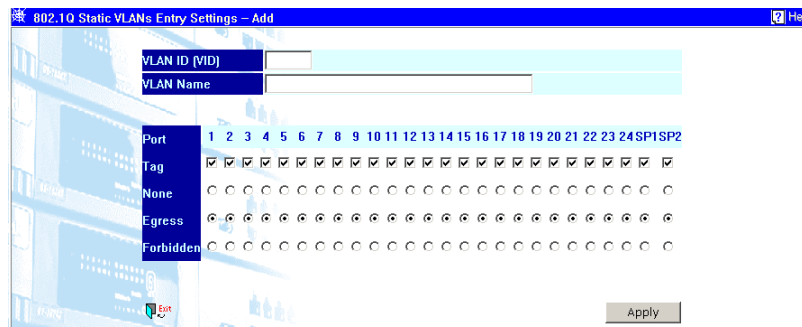 802.1Q Static VLANs Entry Settings – Add
? He
VLAN ID (VID)
VLAN Name
Port 1 2 3 4 5 6 7 8 9 10 11 12 13 14 15 16 17 18 19 20 21 22 23 24 SP1 SP2
Tag
None
Egress
Forbidden
Exit
Apply